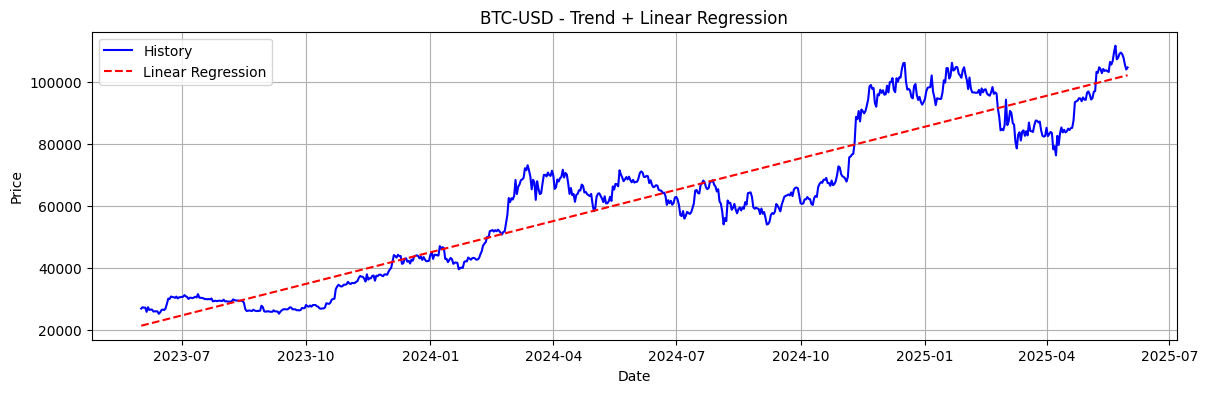 BTC-USD - Trend + Linear Regression
History
Linear Regression
Price
100000
80000
60000
40000
20000
2023-07 2023-10 2024-01 2024-04 2024-07 2024-10 2025-01 2025-04 2025-07
Date